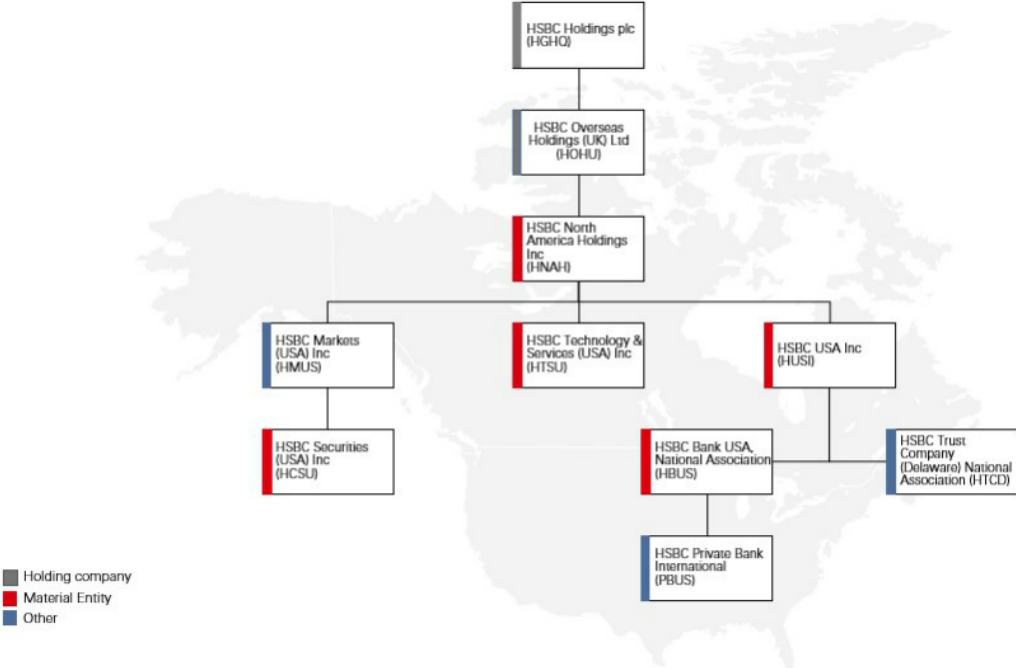 HSBC Holdings plc
(HGHQ)
HSBC Overseas
Holdings (UK) Ltd
(HOHU)
HSBC North
America Holdings
Inc
(HNAH)
HSBC Markets
(USA) Inc
(HMUS)
HSBC Technology &
Services (USA) Inc
(HTSU)
HSBC USA Inc
(HUSI)
HSBC Securities
(USA) Inc
(HCSU)
HSBC Bank USA,
National Association
(HBUS)
HSBC Trust
Company
(Delaware) National
Association (HTCD)
HSBC Private Bank
International
(PBUS)
Holding company
Material Entity
Other